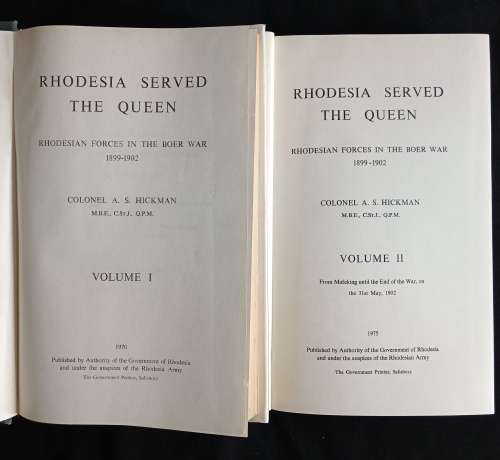 RHODESIA SERVED
THE QUEEN
RHODESIAN FORCES IN THE BOER WAR
1899-1902
COLONEL A. S. HICKMAN
M.B.E., C.St.J., Q.P.M.
VOLUME I
1970
Published by Authority of the Government of Rhodesia
and under the auspices of the Rhodesia Army
The Government Printer, Salisbury
RHODESIA SERVED
THE QUEEN
RHODESIAN FORCES IN THE BOER WAR
1899-1902
COLONEL A. S. HICKMAN
M.B.E., C.St.J., Q.P.M.
VOLUME II
From Mafeking until the End of the War, on
the 31st May, 1902
1975
Published by Authority of the Government of Rhodesia
and under the auspices of the Rhodesian Army
The Government Printer, Salisbury